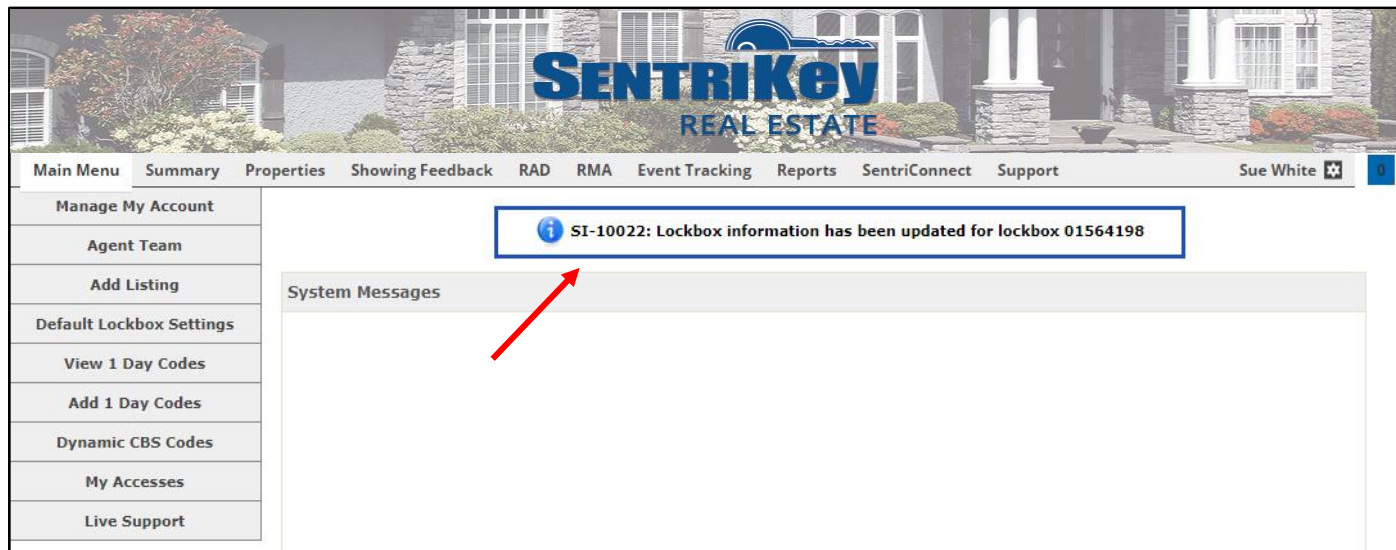 SENTRIKEY
REAL ESTATE
Main Menu Summary Properties Showing Feedback RAD RMA Event Tracking Reports SentriConnect Support Sue White 0
Manage My Account
SI-10022: Lockbox information has been updated for lockbox 01564198
Agent Team
Add Listing
System Messages
Default Lockbox Settings
View 1 Day Codes
Add 1 Day Codes
Dynamic CBS Codes
My Accesses
Live Support